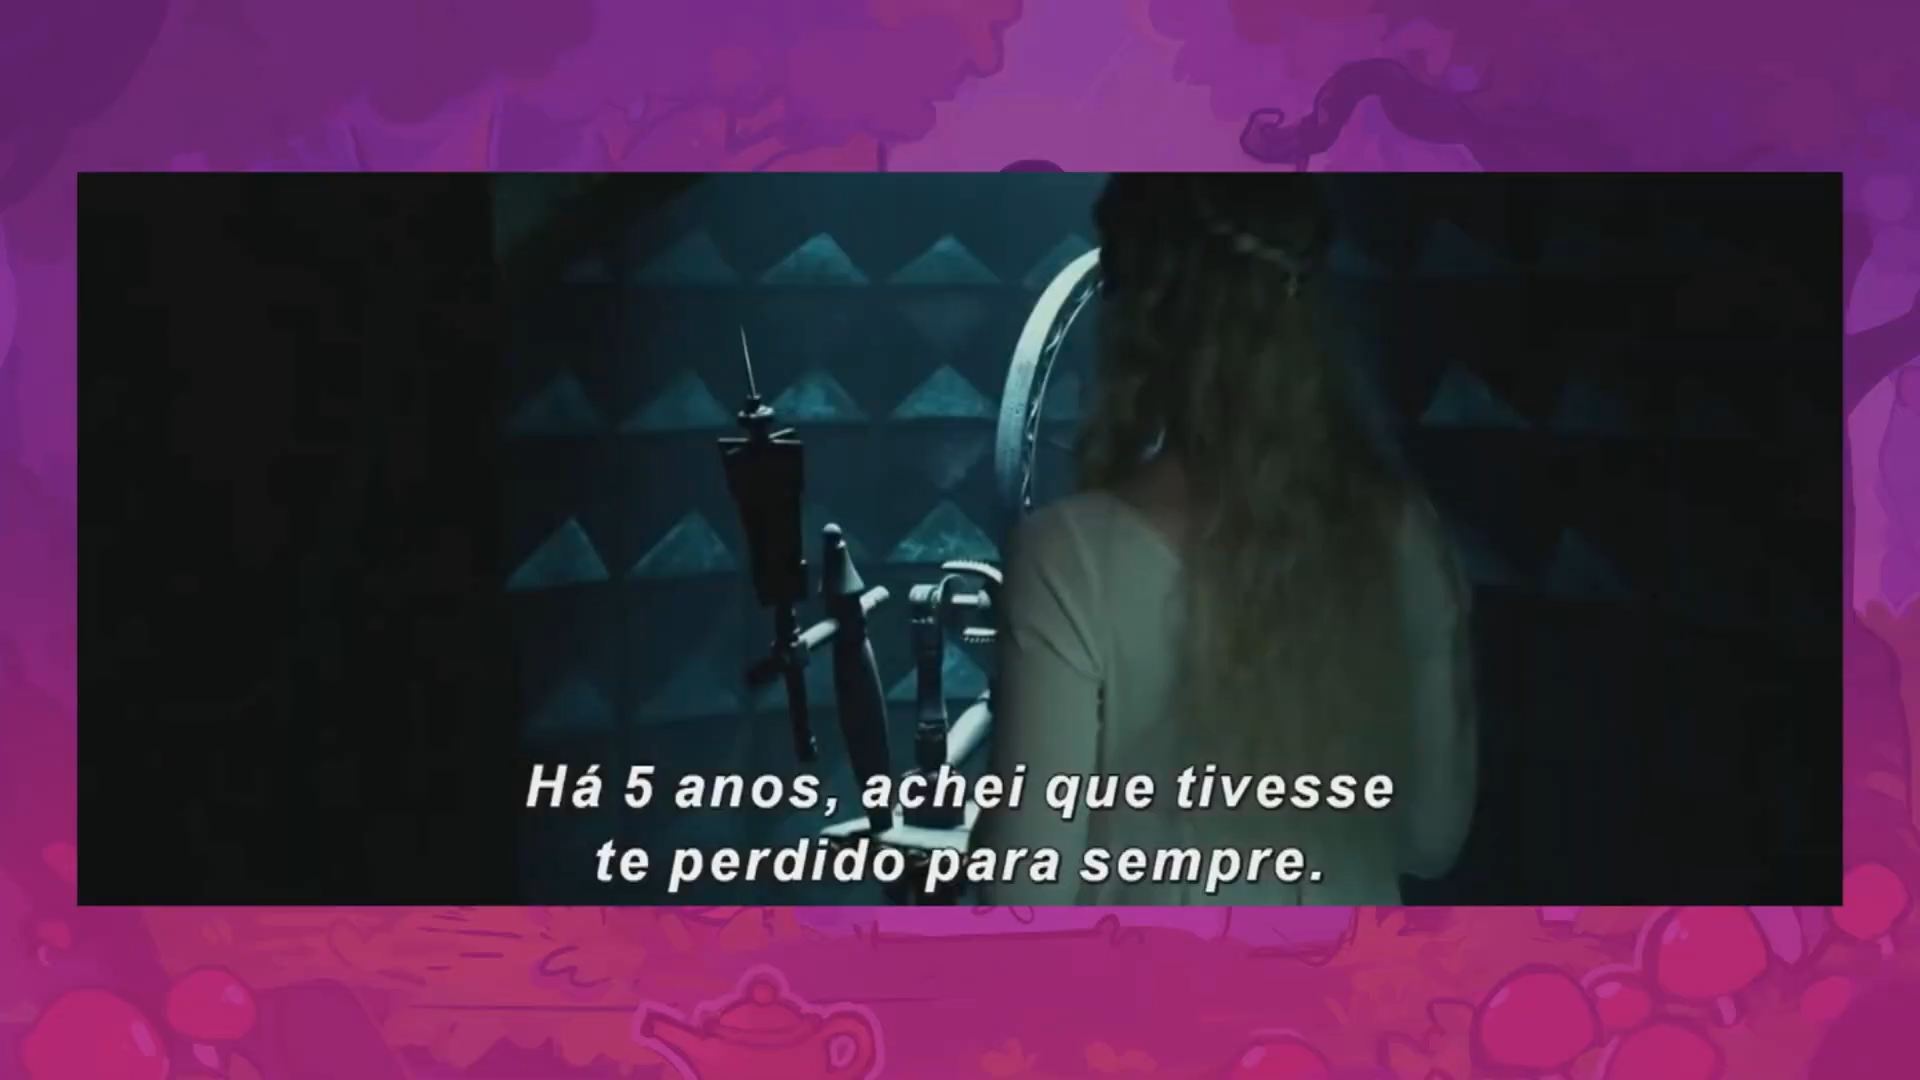 Há 5 anos, achei que tivesse
te perdido para sempre.